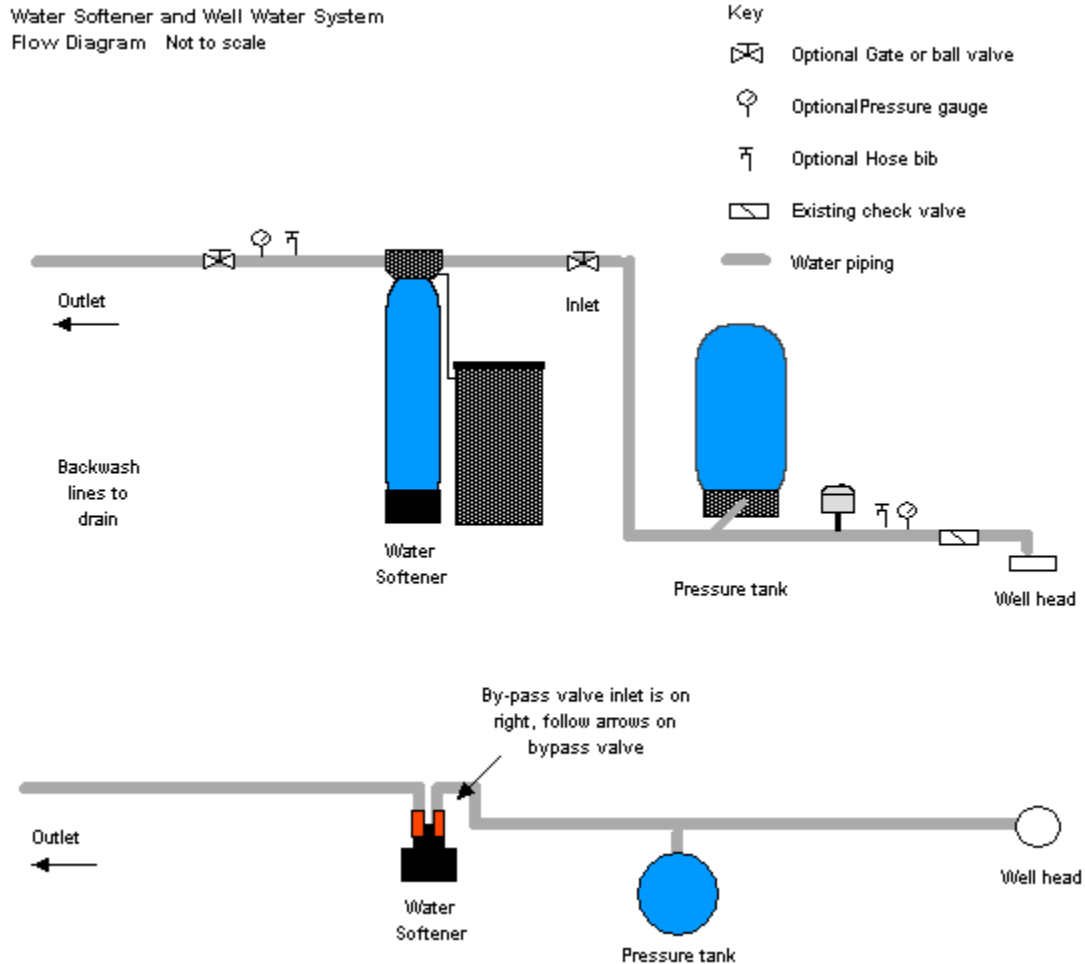 Water Softener and Well Water System
Flow Diagram Not to scale
Key
Optional Gate or ball valve
OptionalPressure gauge
Optional Hose bib
Existing check valve
Water piping
Outlet
Inlet
Backwash
lines to
drain
Water
Softener
Pressure tank
Well head
By-pass valve inlet is on
right, follow arrows on
bypass valve
Outlet
Water
Softener
Pressure tank
Well head